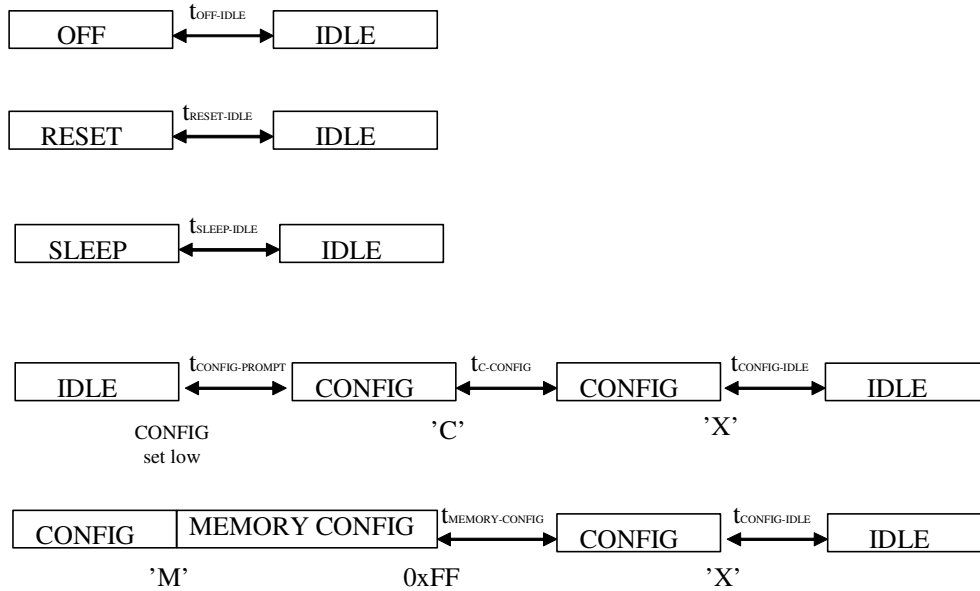 tOFF-IDLE
OFF IDLE
tRESET-IDLE
RESET IDLE
tSLEEP-IDLE
SLEEP IDLE
tCONFIG-PROMPT tC-CONFIG tCONFIG-IDLE
IDLE CONFIG CONFIG IDLE
CONFIG
set low
’C’ ’X’
tMEMORY-CONFIG tCONFIG-IDLE
CONFIG MEMORY CONFIG CONFIG IDLE
’M’ 0xFF ’X’